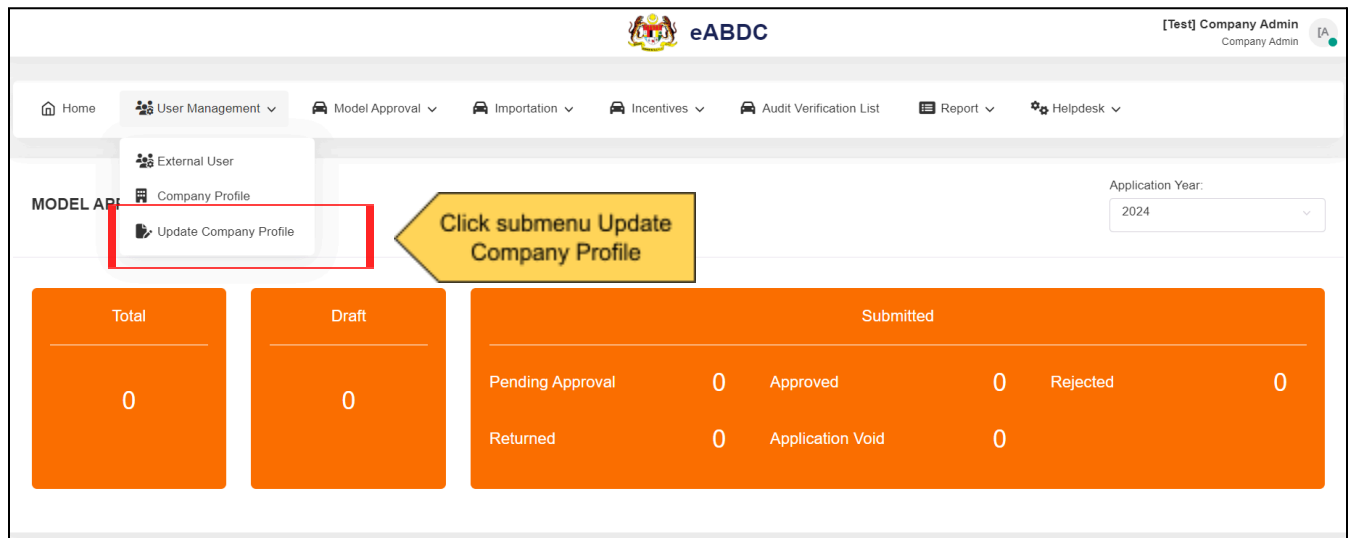 eABDC
[Test] Company Admin
Company Admin
[A
Home User Management Model Approval Importation Incentives Audit Verification List Report Helpdesk
External User
Company Profile
Update Company Profile
MODEL AP
Click submenu Update
Company Profile
Application Year:
2024
Total
0
Draft
0
Submitted
Pending Approval 0 Approved 0 Rejected 0
Returned 0 Application Void 0